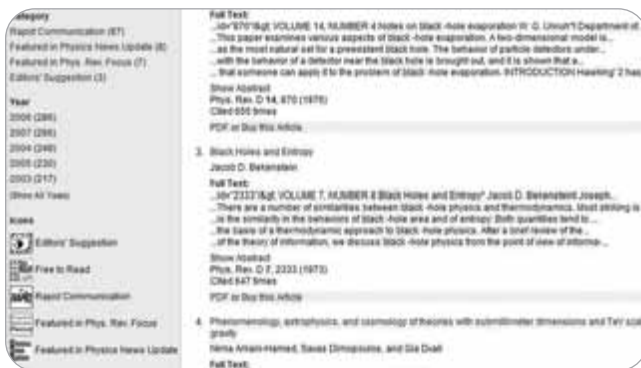 Category
Rapid Communication (87)
Featured in Physics News Update (8)
Featured in Phys. Rev. Focus (7)
Editors' Suggestion (3)
Year
2008 (286)
2007 (266)
2004 (248)
2005 (230)
2003 (217)
(Show All Years)
Icons
Editors' Suggestion
Free to Read
Rapid Communication
Featured in Phys. Rev. Focus
Featured in Physics News Update
Full Text:
...id="870"&gt; VOLUME 14, NUMBER 4 Notes on black -hole evaporation W. G. Unruh*† Department of
...This paper examines various aspects of black -hole evaporation. A two-dimensional model is...
...as the most natural set for a preexistent black hole. The behavior of particle detectors under...
...with the behavior of a detector near the black hole is brought out, and it is shown that a...
... that someone can apply it to the problem of black -hole evaporation. INTRODUCTION Hawking' 2 has
Show Abstract
Phys. Rev. D 14, 870 (1976)
Cited 655 times
PDF or Buy this Article
3. Black Holes and Entropy
Jacob D. Bekenstein
Full Text:
...id="2333"&gt; VOLUME 7, NUMBER 8 Black Holes and Entropy* Jacob D. Bekenstein† Joseph...
...There are a number of similarities between black -hole physics and thermodynamics. Most striking is
...is the similarity in the behaviors of black -hole area and of entropy: Both quantities tend to...
...the basis of a thermodynamic approach to black -hole physics. After a brief review of the...
...of the theory of information, we discuss black -hole physics from the point of view of informa-...
Show Abstract
Phys. Rev. D 7, 2333 (1973)
Cited 647 times
PDF or Buy this Article
4. Phenomenology, astrophysics, and cosmology of theories with submillimeter dimensions and TeV scal
gravity
Nima Arkani-Hamed, Savas Dimopoulos, and Gia Dvali
Full Text: